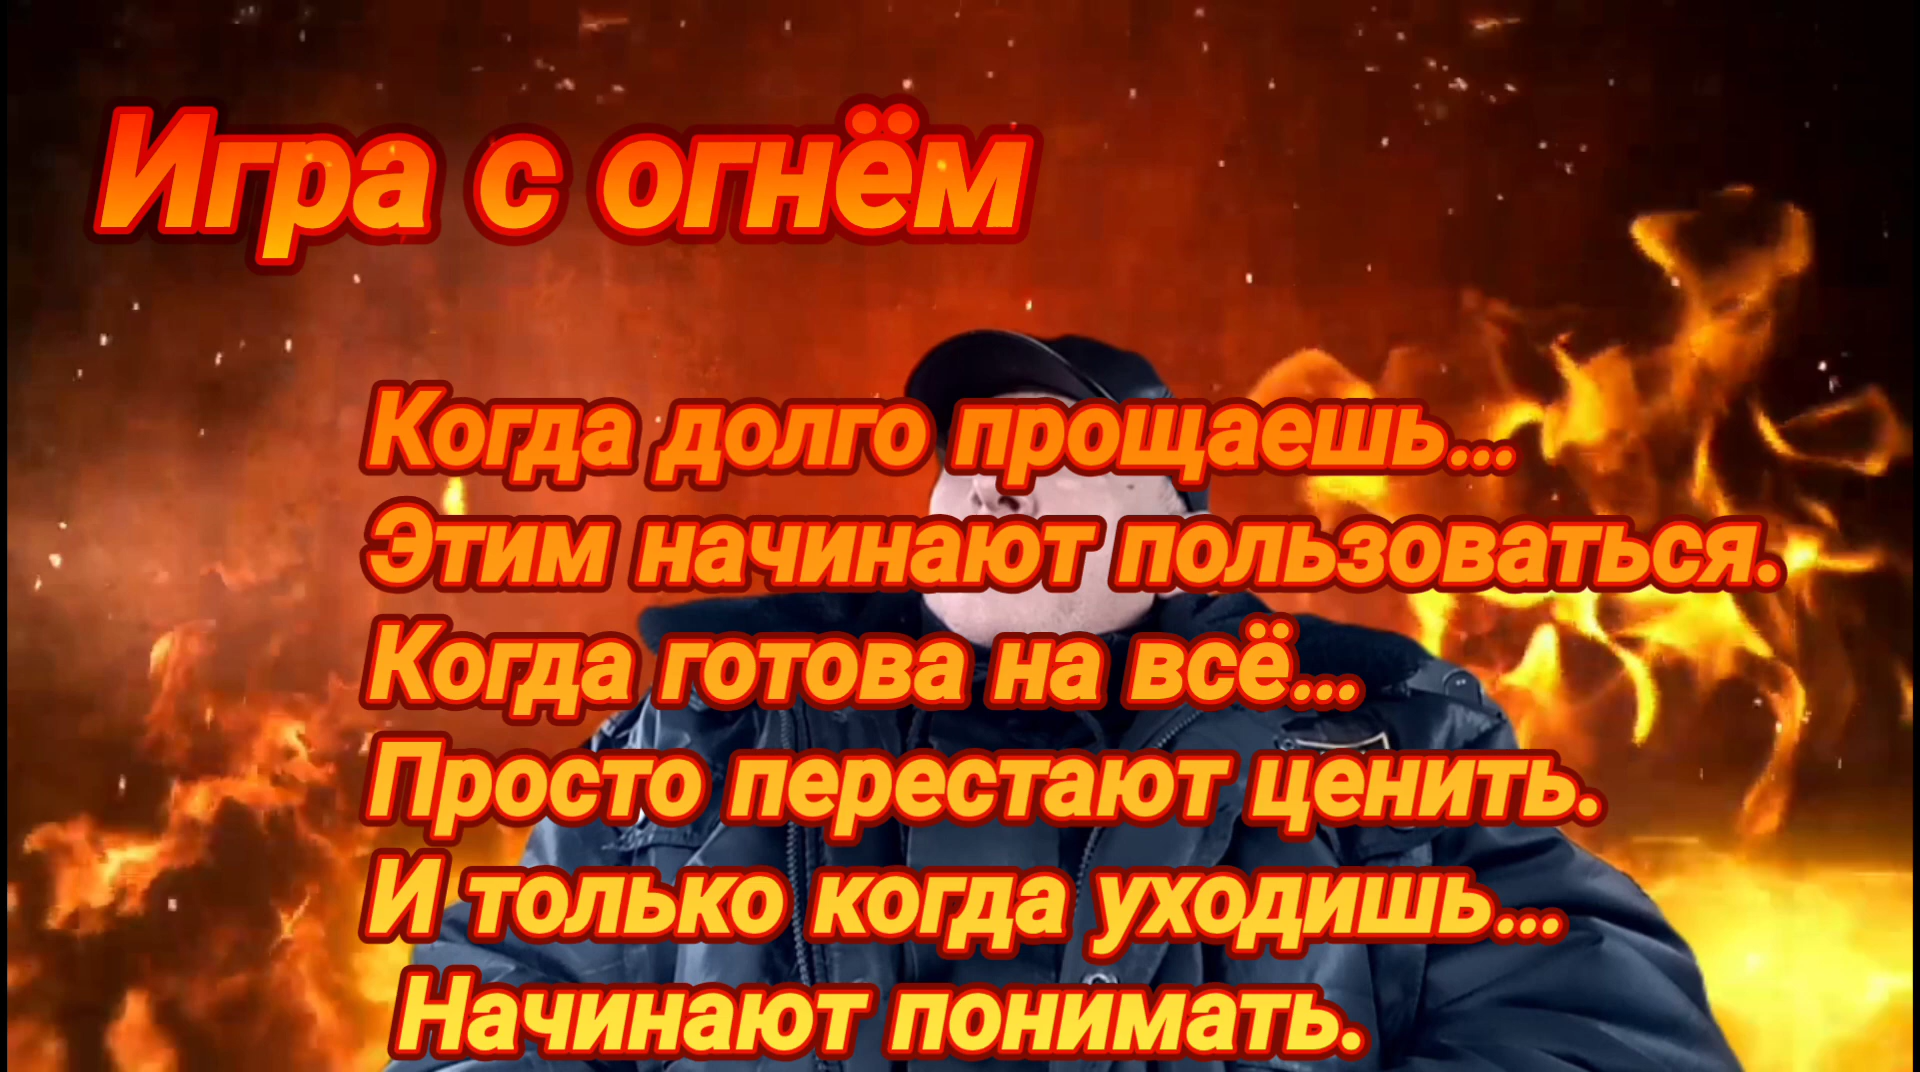 Игра с огнём
Когда долго прощаешь...
Этим начинают пользоваться.
Когда готова на всё...
Просто перестают ценить.
И только когда уходишь...
Начинают понимать.